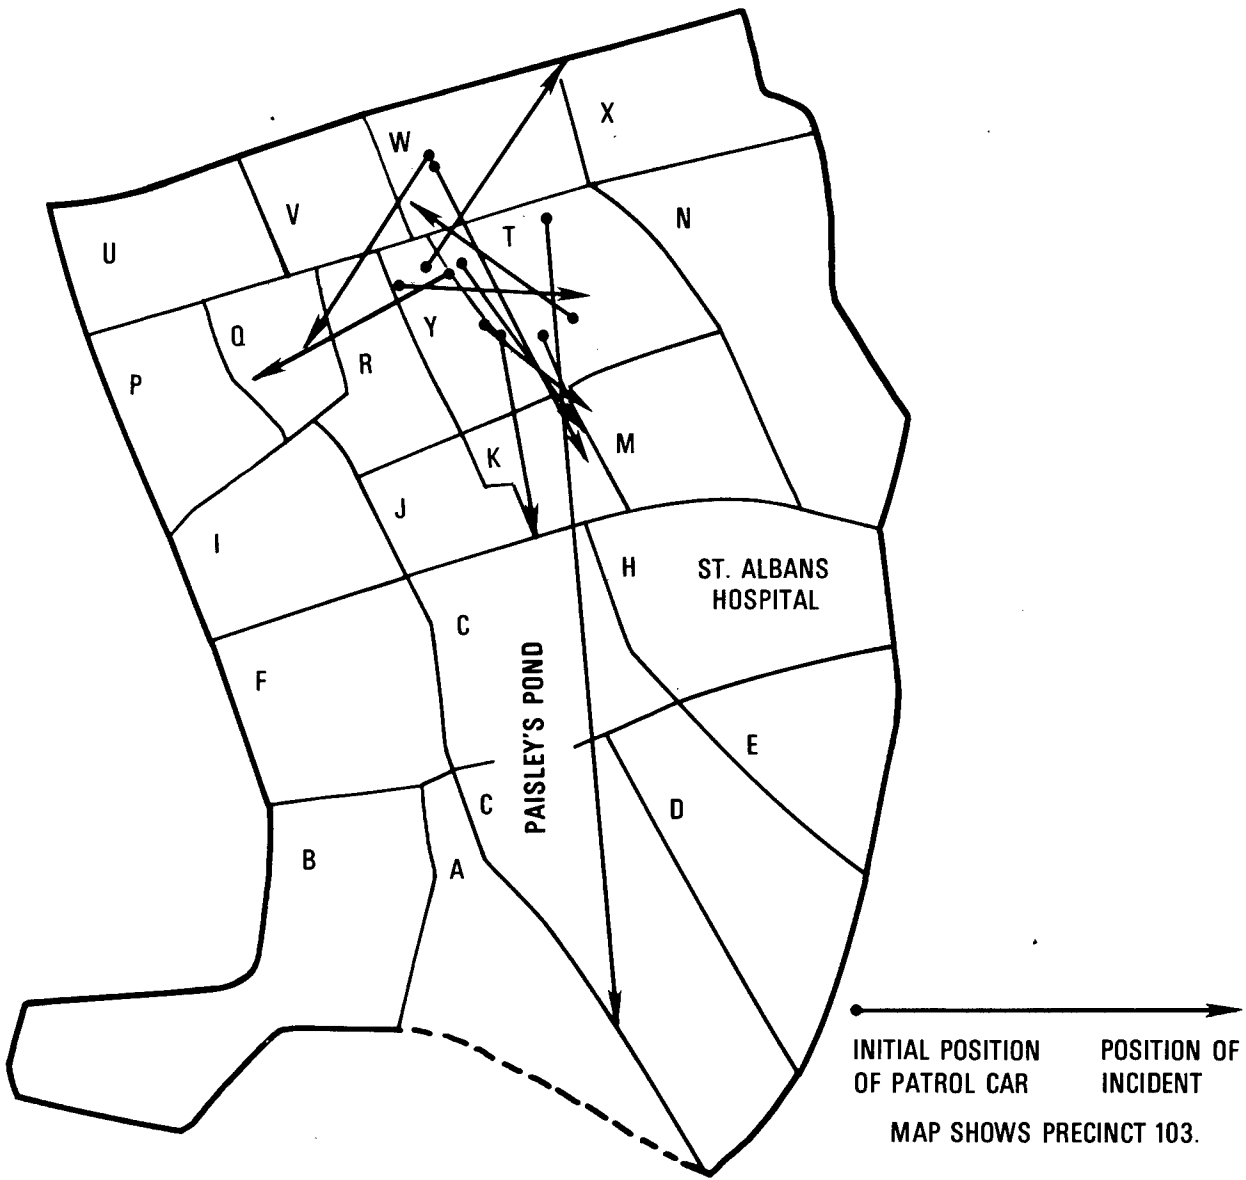 X
W
N
V
T
U
Q
Y
R
P
M
K
J
I
H
ST. ALBANS
HOSPITAL
C
F
PAISLEY'S POND
E
C
D
B
A
INITIAL POSITION
OF PATROL CAR
POSITION OF
INCIDENT
MAP SHOWS PRECINCT 103.